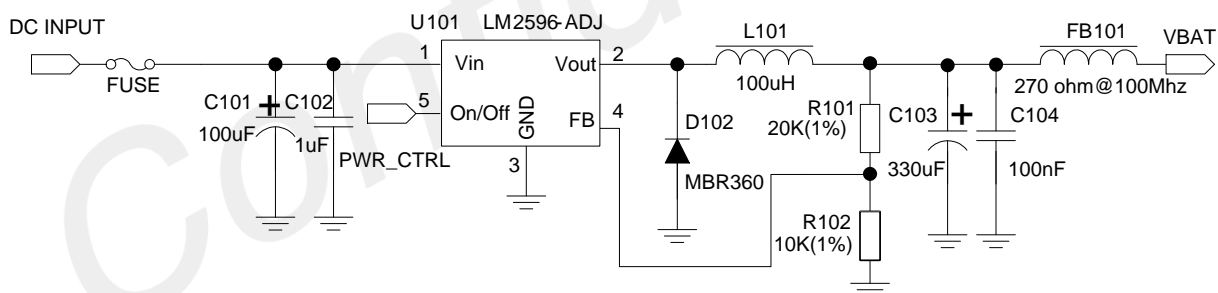 U101 LM2596-ADJ
DC INPUT
FUSE
C101
+
100uF
C102
1uF
1
Vin
Vout
2
5
On/Off
GND
FB
4
3
PWR_CTRL
D102
MBR360
L101
100uH
R101
20K(1%)
R102
10K(1%)
C103
+
330uF
C104
100nF
FB101
270 ohm@100Mhz
VBAT